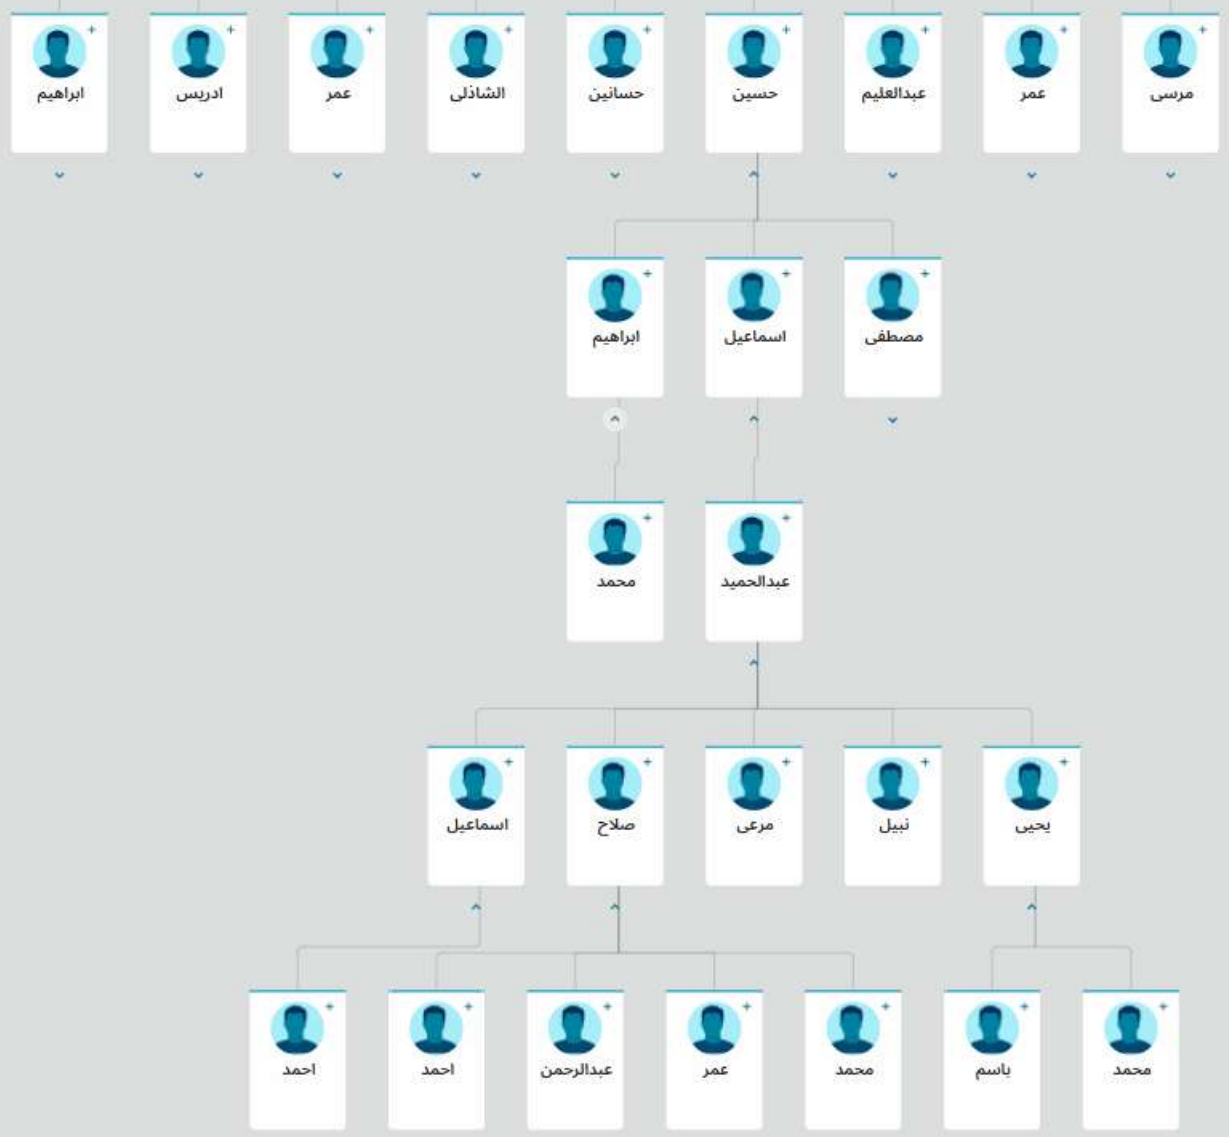 مرسى
عمر
عبدالعليم
حسين
حسانين
الشاذلى
عمر
ادريس
ابراهيم
مصطفى
اسماعيل
ابراهيم
عبدالحميد
محمد
يحيى
نبيل
مرعى
صلاح
اسماعيل
محمد
باسم
محمد
عمر
عبدالرحمن
احمد
احمد